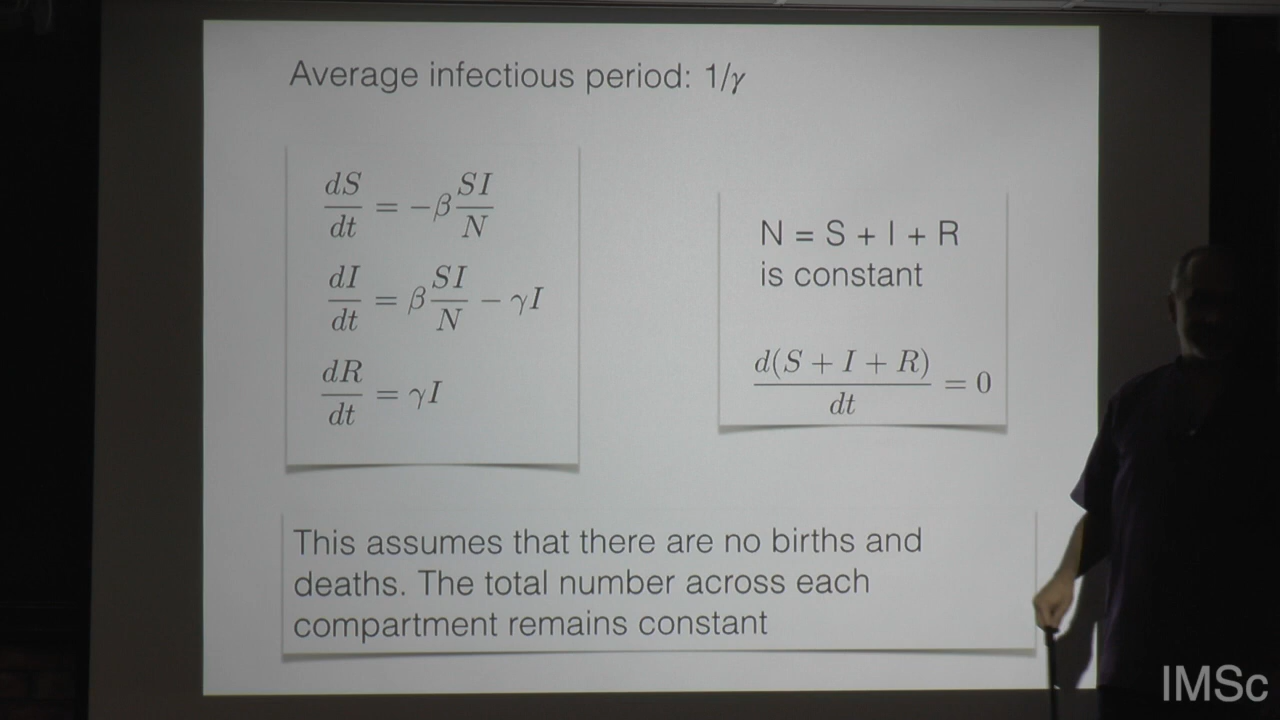 Average infectious period: 1/γ
dS/dt = −β SI/N
dI/dt = β SI/N − γI
dR/dt = γI
N = S + I + R
is constant
d(S + I + R)/dt = 0
This assumes that there are no births and
deaths. The total number across each
compartment remains constant
IMSc